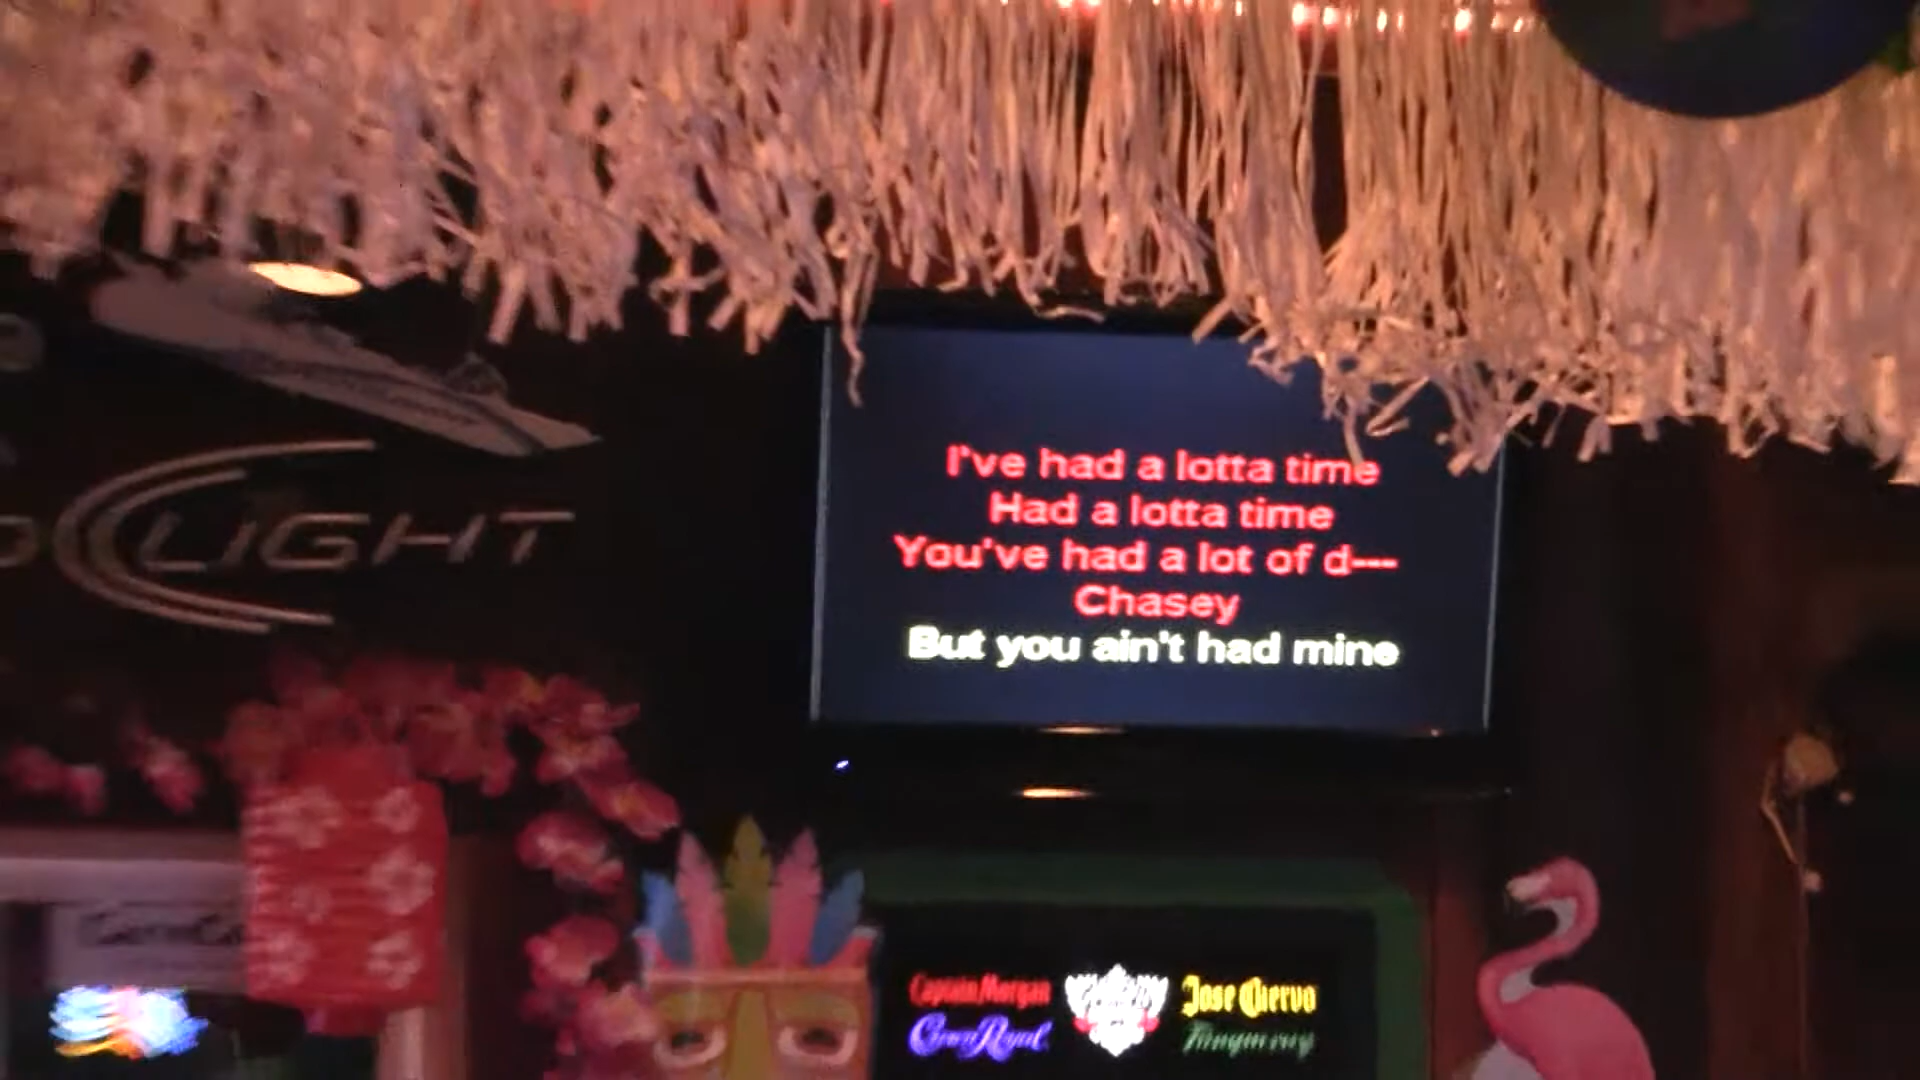 I've had a lotta time
Had a lotta time
You've had a lot of d---
Chasey
But you ain't had mine
LIGHT
Captain Morgan
Jose Cuervo
Crown Royal
Tanqueray